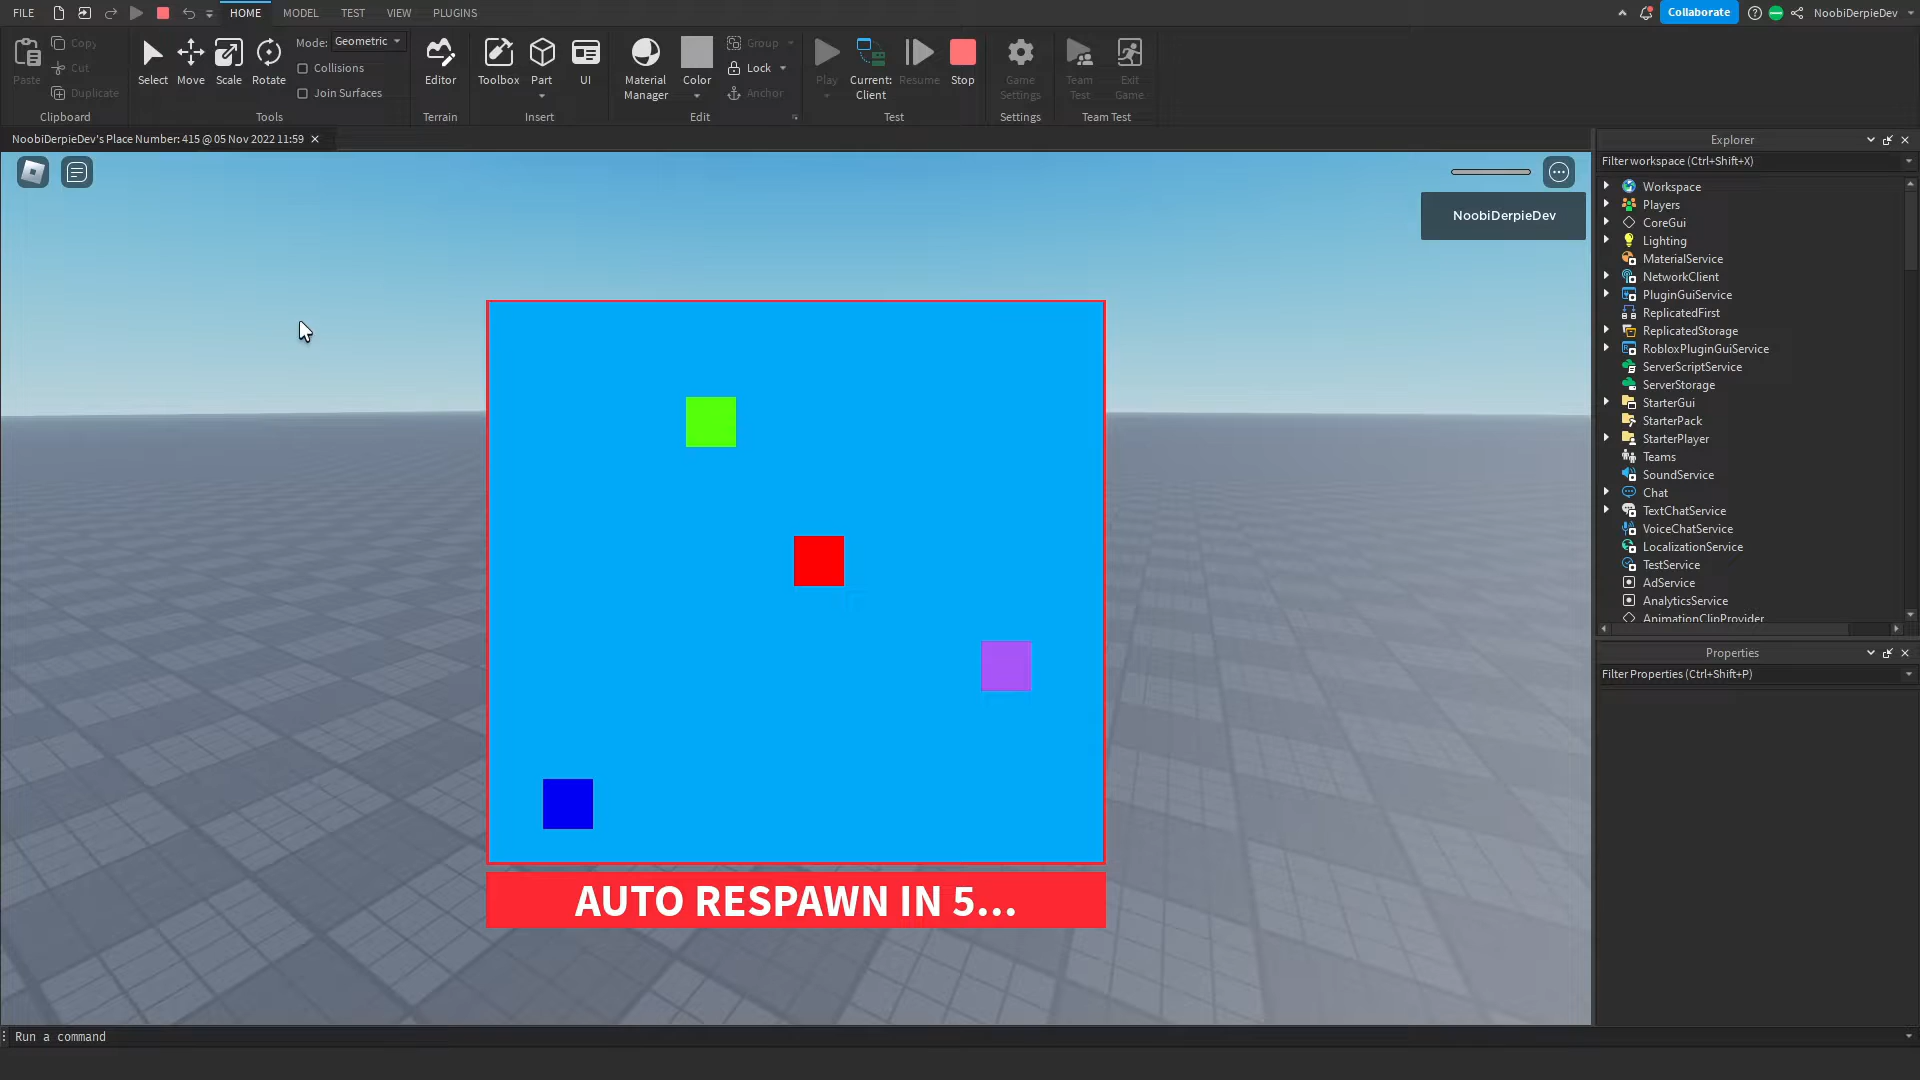 FILE HOME MODEL TEST VIEW PLUGINS Collaborate NoobiDerpieDev
Paste Copy Cut Duplicate
Clipboard
Select Move Scale Rotate Mode: Geometric
Collisions
Join Surfaces
Tools
Editor
Terrain
Toolbox Part UI
Insert
Material Manager Color Group
Lock
Anchor
Edit
Play Current: Client Resume Stop
Test
Game Settings
Settings
Team Test Exit Game
Team Test
NoobiDerpieDev's Place Number: 415 @ 05 Nov 2022 11:59
NoobiDerpieDev
AUTO RESPAWN IN 5...
Explorer
Filter workspace (Ctrl+Shift+X)
Workspace
Players
CoreGui
Lighting
MaterialService
NetworkClient
PluginGuiService
ReplicatedFirst
ReplicatedStorage
RobloxPluginGuiService
ServerScriptService
ServerStorage
StarterGui
StarterPack
StarterPlayer
Teams
SoundService
Chat
TextChatService
VoiceChatService
LocalizationService
TestService
AdService
AnalyticsService
AnimationClipProvider
Properties
Filter Properties (Ctrl+Shift+P)
Run a command